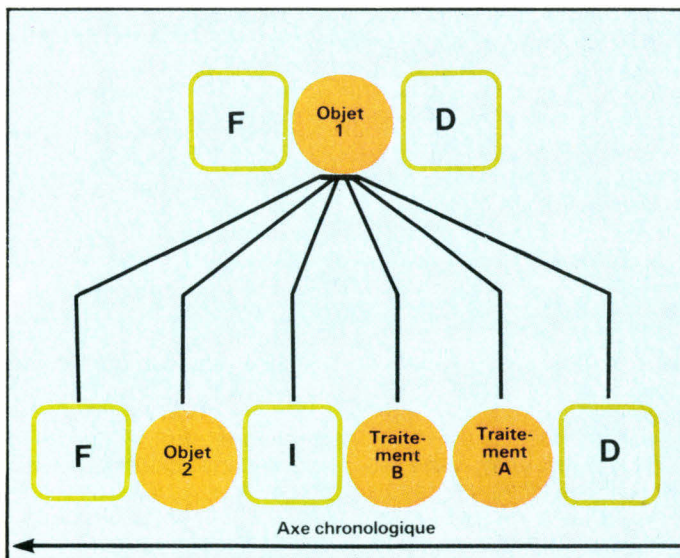 F
Objet
1
D
F
Objet
2
I
Traite-
ment
B
Traite-
ment
A
D
Axe chronologique